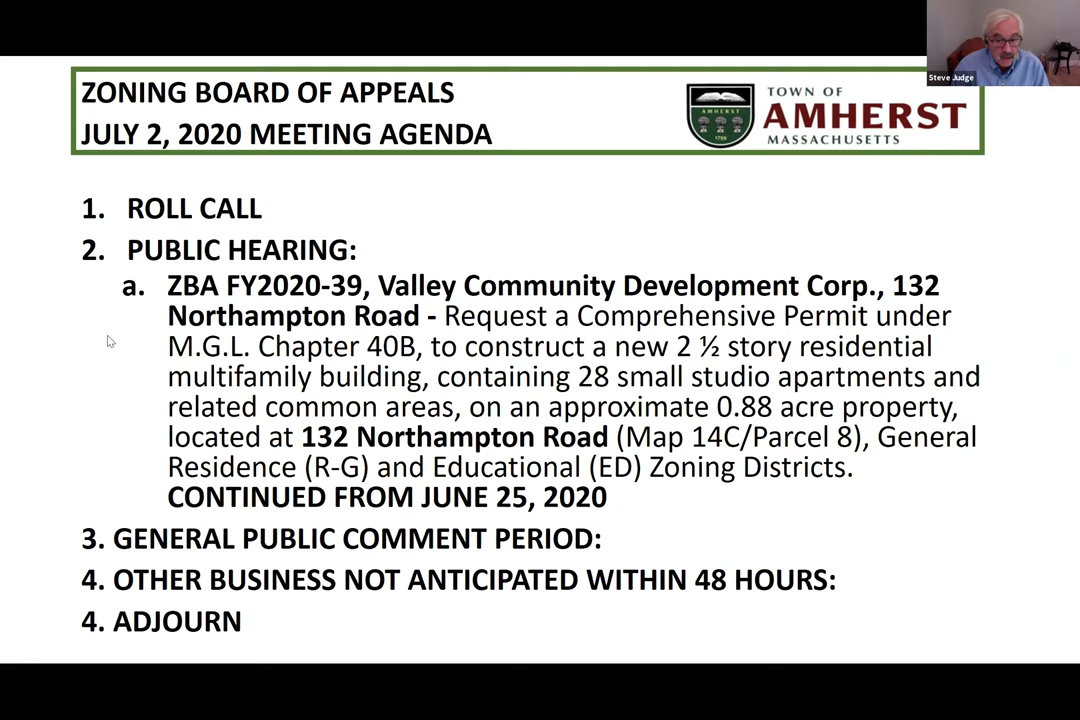 Steve Judge
ZONING BOARD OF APPEALS
JULY 2, 2020 MEETING AGENDA
TOWN OF
AMHERST
MASSACHUSETTS
AMHERST
1759
1. ROLL CALL
2. PUBLIC HEARING:
a. ZBA FY2020-39, Valley Community Development Corp., 132
Northampton Road - Request a Comprehensive Permit under
M.G.L. Chapter 40B, to construct a new 2 ½ story residential
multifamily building, containing 28 small studio apartments and
related common areas, on an approximate 0.88 acre property,
located at 132 Northampton Road (Map 14C/Parcel 8), General
Residence (R-G) and Educational (ED) Zoning Districts.
CONTINUED FROM JUNE 25, 2020
3. GENERAL PUBLIC COMMENT PERIOD:
4. OTHER BUSINESS NOT ANTICIPATED WITHIN 48 HOURS:
4. ADJOURN